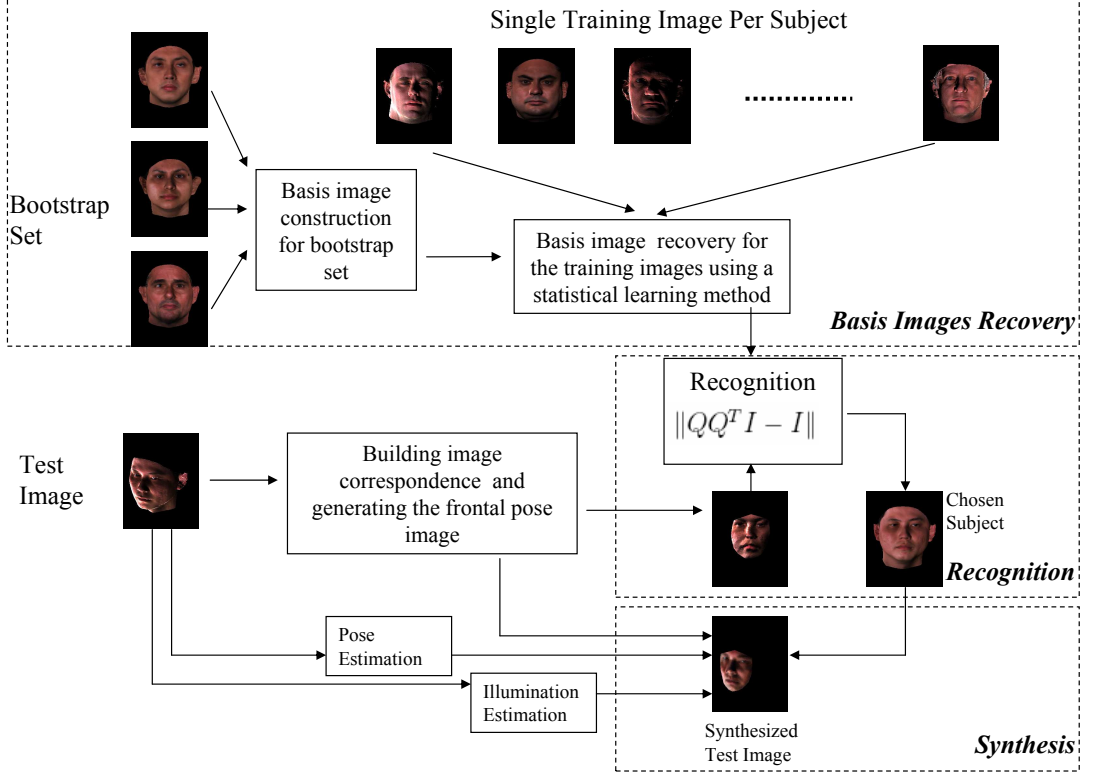 Single Training Image Per Subject
Bootstrap
Set
Basis image
construction
for bootstrap
set
Basis image recovery for
the training images using a
statistical learning method
Basis Images Recovery
Recognition
‖QQ^T I − I‖
Test
Image
Building image
correspondence and
generating the frontal pose
image
Chosen
Subject
Recognition
Pose
Estimation
Illumination
Estimation
Synthesized
Test Image
Synthesis